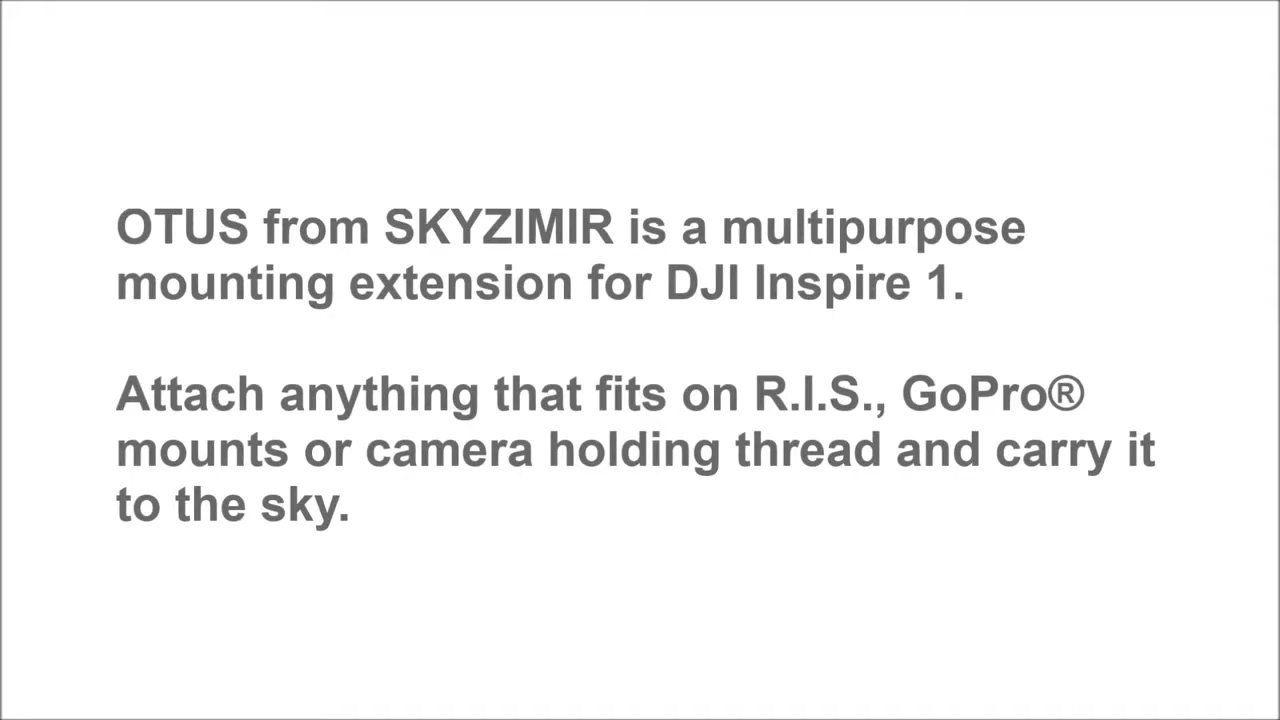 OTUS from SKYZIMIR is a multipurpose
mounting extension for DJI Inspire 1.
Attach anything that fits on R.I.S., GoPro®
mounts or camera holding thread and carry it
to the sky.